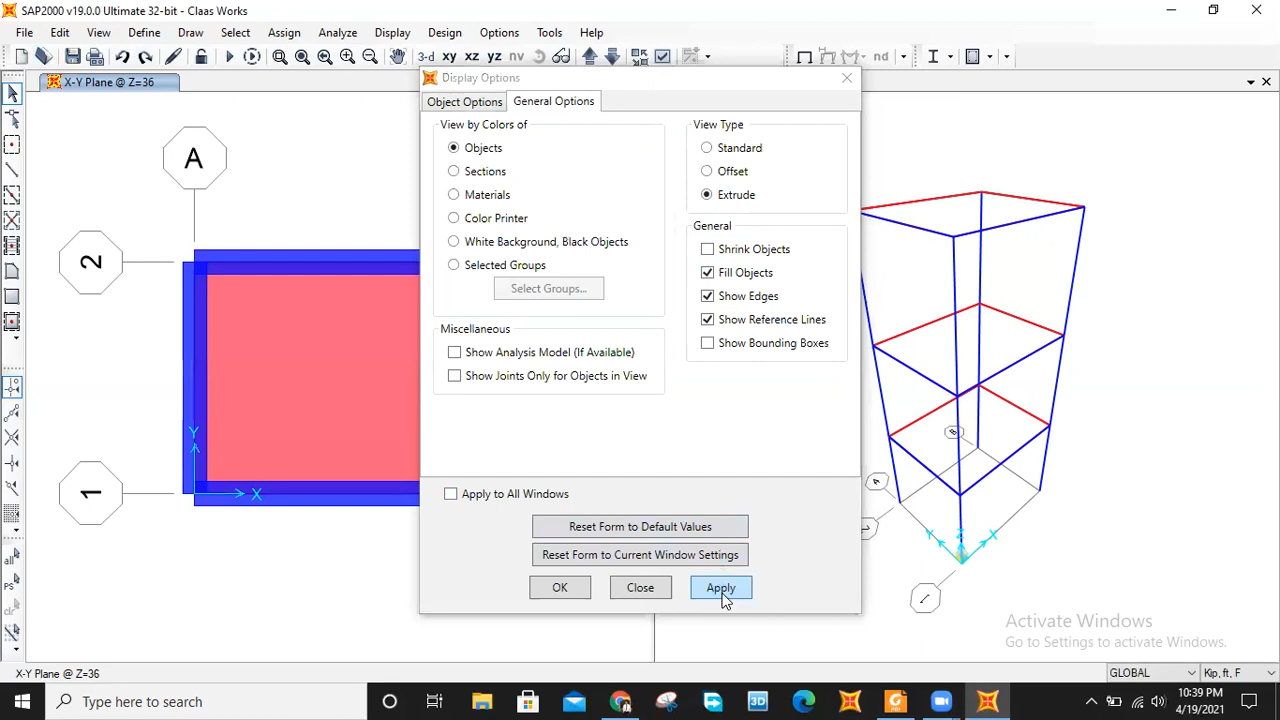 SAP2000 v19.0.0 Ultimate 32-bit - Claas Works
File Edit View Define Draw Select Assign Analyze Display Design Options Tools Help
3-d xy xz yz nv
X-Y Plane @ Z=36
Display Options
Object Options General Options
View by Colors of
Objects
Sections
Materials
Color Printer
White Background, Black Objects
Selected Groups
Select Groups...
Miscellaneous
Show Analysis Model (If Available)
Show Joints Only for Objects in View
View Type
Standard
Offset
Extrude
General
Shrink Objects
Fill Objects
Show Edges
Show Reference Lines
Show Bounding Boxes
Apply to All Windows
Reset Form to Default Values
Reset Form to Current Window Settings
OK Close Apply
A
2
1
Y
X
B
A
Y Z X
1
all
PS
clr
Activate Windows
Go to Settings to activate Windows.
X-Y Plane @ Z=36
GLOBAL
Kip, ft, F
Type here to search
10:39 PM
4/19/2021